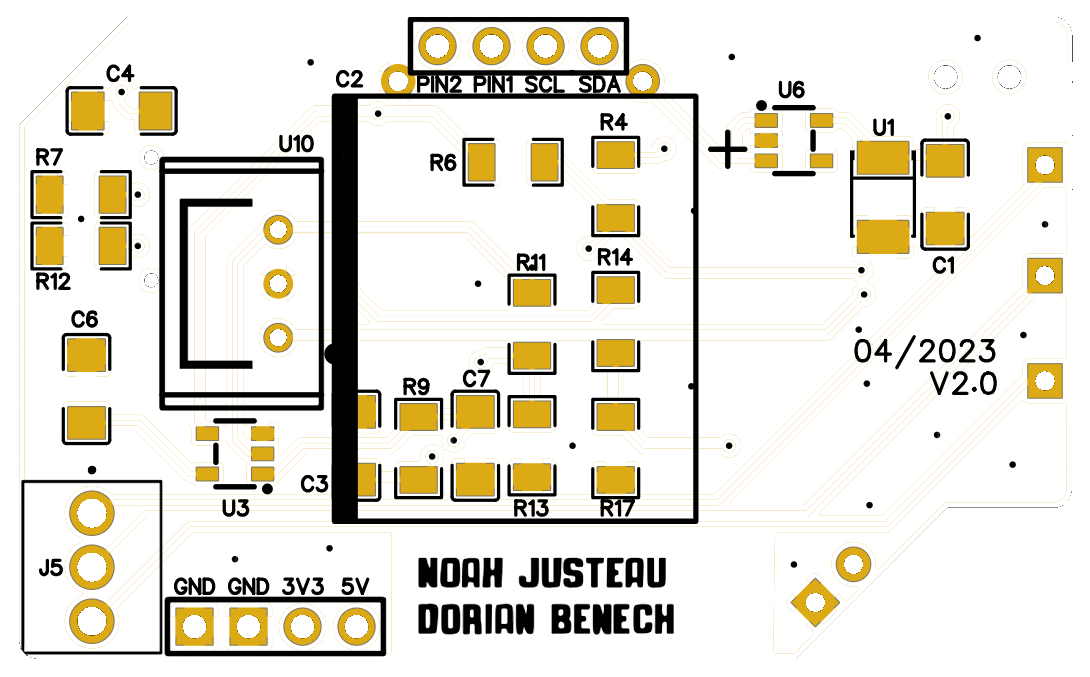 C4
C2
PIN2 PIN1 SCL SDA
U6
R4
U1
U10
R7
R6
R12
R11
R14
C1
C6
04/2023
V2.0
R9
C7
C3
U3
R13
R17
J5
GND GND 3V3 5V
NOAH JUSTEAU
DORIAN BENECH